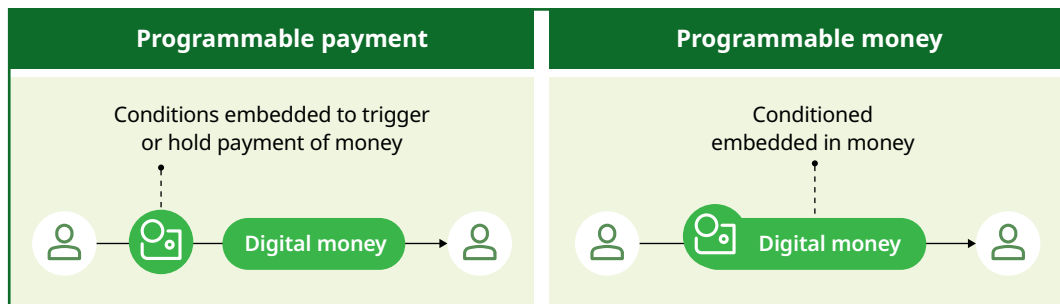 Programmable payment
Conditions embedded to trigger
or hold payment of money
Digital money
Programmable money
Conditioned
embedded in money
Digital money